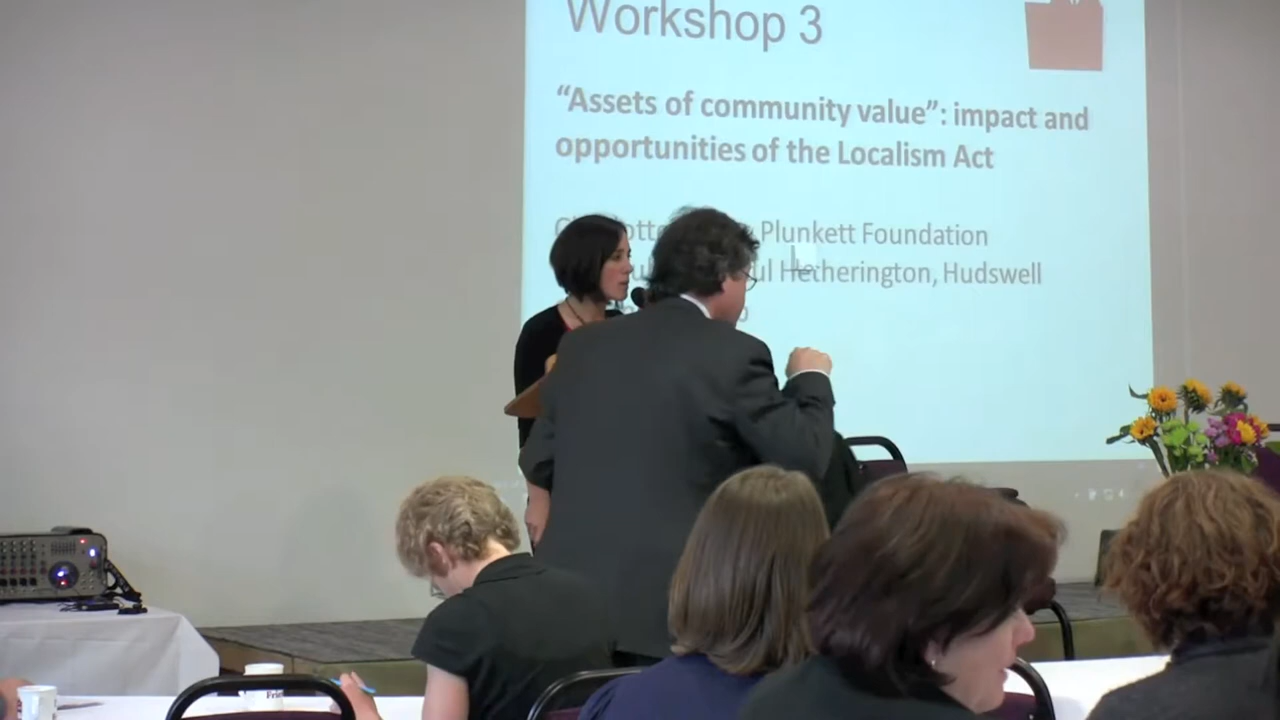 Workshop 3
“Assets of community value”: impact and
opportunities of the Localism Act
Plunkett Foundation
Hetherington, Hudswell